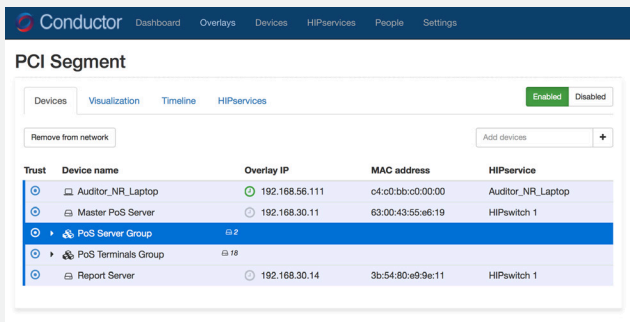 Conductor Dashboard Overlays Devices HIPservices People Settings
PCI Segment
Devices Visualization Timeline HIPservices Enabled Disabled
Remove from network Add devices +
Trust Device name Overlay IP MAC address HIPservice
Auditor_NR_Laptop 192.168.56.111 c4:c0:bb:c0:00:00 Auditor_NR_Laptop
Master PoS Server 192.168.30.11 63:00:43:55:e6:19 HIPswitch 1
PoS Server Group 2
PoS Terminals Group 18
Report Server 192.168.30.14 3b:54:80:e9:9e:11 HIPswitch 1